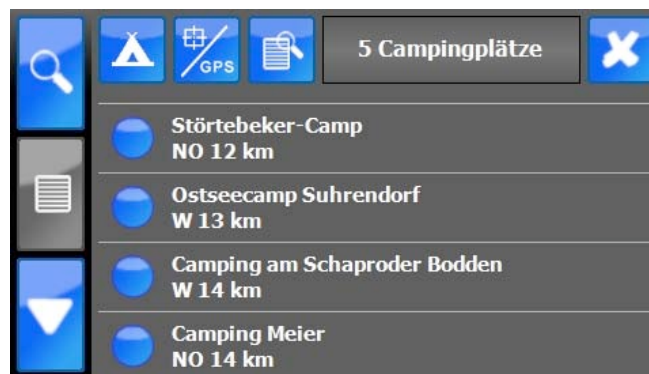 GPS
5 Campingplätze
Störtebeker-Camp
NO 12 km
Ostseecamp Suhrendorf
W 13 km
Camping am Schaproder Bodden
W 14 km
Camping Meier
NO 14 km